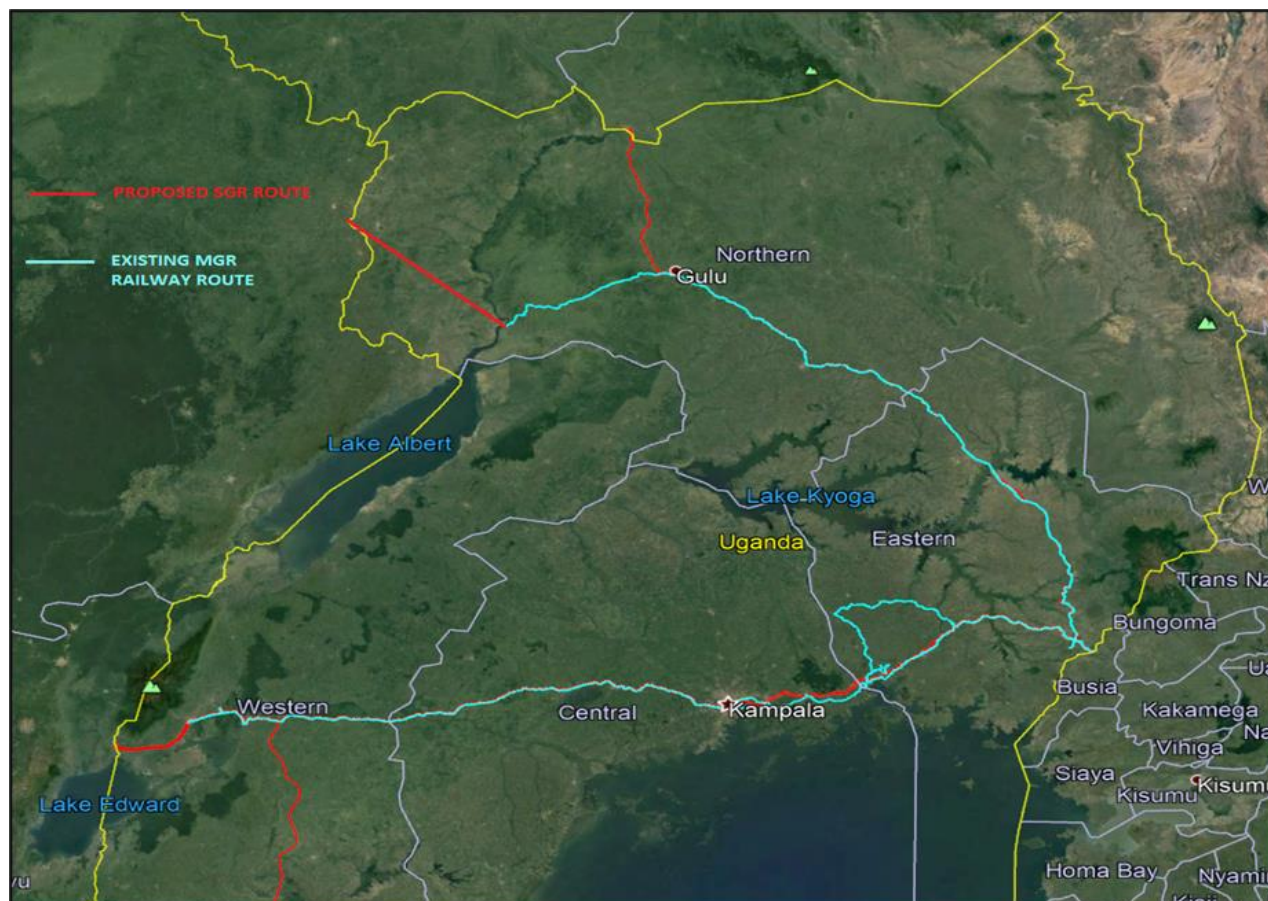 PROPOSED SGR ROUTE
EXISTING MGR
RAILWAY ROUTE
Northern
Gulu
Lake Albert
Lake Kyoga
Uganda
Eastern
Trans Nz
Bungoma
Busia
Kakamega
Vihiga
Siaya
Kisumu
Kisumu
Western
Central
Kampala
Lake Edward
Homa Bay
Nyamin